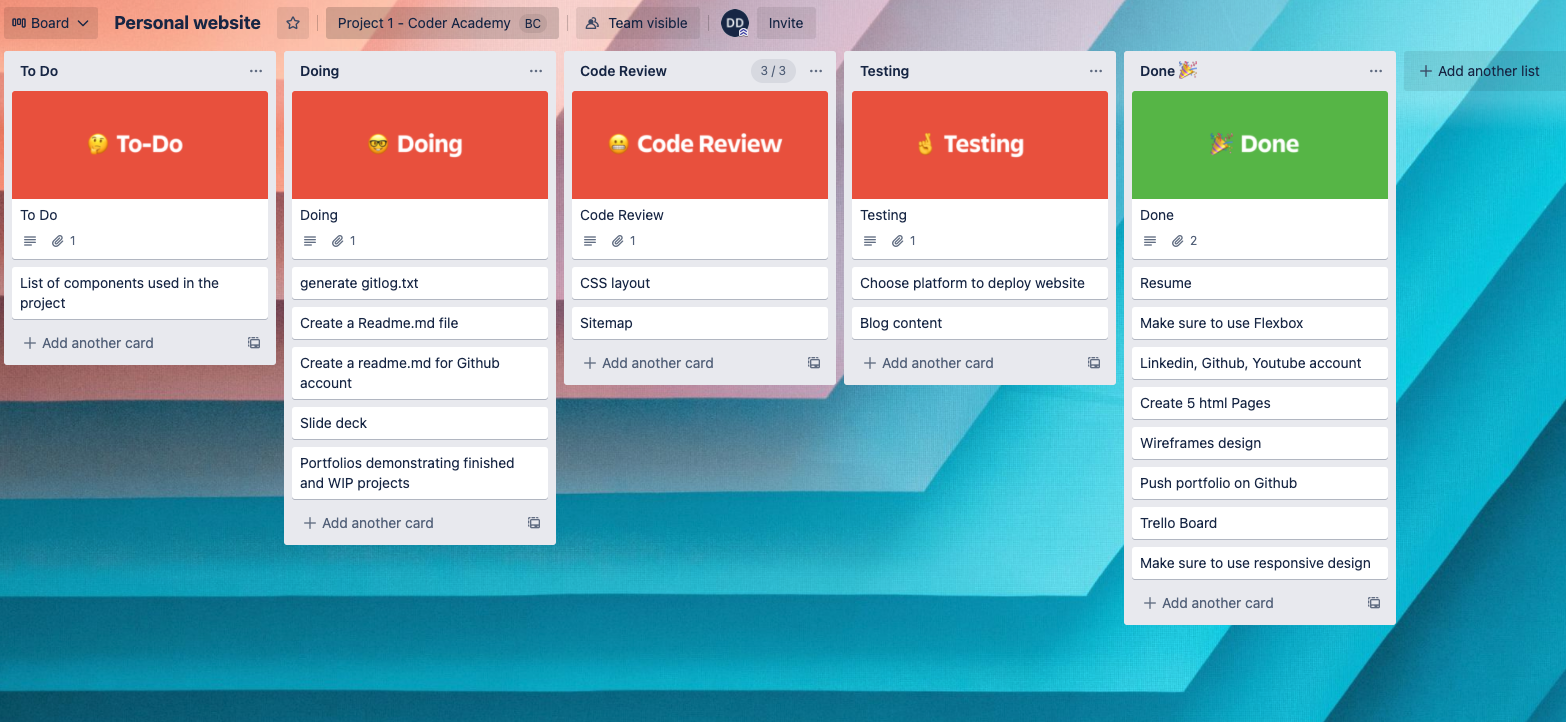 Board
Personal website
Project 1 - Coder Academy BC
Team visible
DD
Invite
To Do
🤔 To-Do
To Do
1
List of components used in the
project
+ Add another card
Doing
🤓 Doing
Doing
1
generate gitlog.txt
Create a Readme.md file
Create a readme.md for Github
account
Slide deck
Portfolios demonstrating finished
and WIP projects
+ Add another card
Code Review 3 / 3
😬 Code Review
Code Review
1
CSS layout
Sitemap
+ Add another card
Testing
🤞 Testing
Testing
1
Choose platform to deploy website
Blog content
+ Add another card
Done 🎉
🎉 Done
Done
2
Resume
Make sure to use Flexbox
Linkedin, Github, Youtube account
Create 5 html Pages
Wireframes design
Push portfolio on Github
Trello Board
Make sure to use responsive design
+ Add another card
+ Add another list